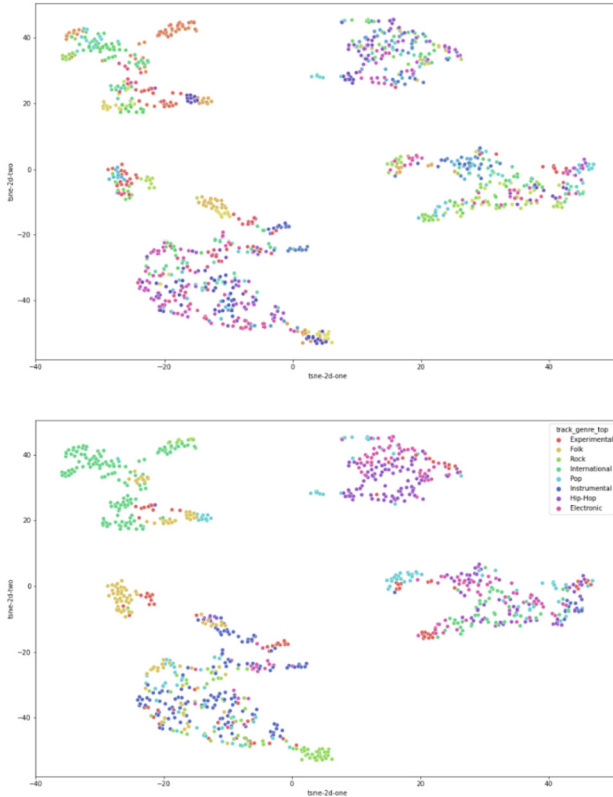 40
20
0
−20
−40
tsne-2d-two
−40
−20
0
20
40
tsne-2d-one
40
20
0
−20
−40
tsne-2d-two
track_genre_top
Experimental
Folk
Rock
International
Pop
Instrumental
Hip-Hop
Electronic
−40
−20
0
20
40
tsne-2d-one